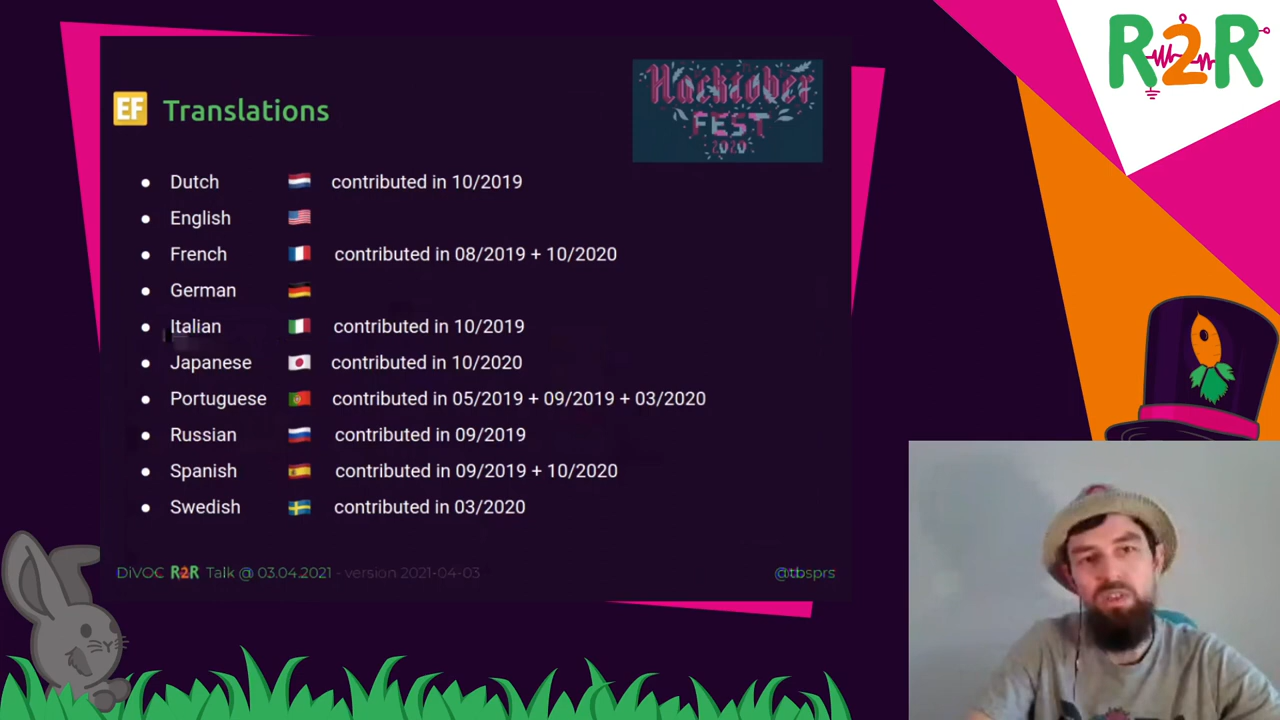 R2R
Hacktober
FEST
2020
EF Translations
Dutch contributed in 10/2019
English
French contributed in 08/2019 + 10/2020
German
Italian contributed in 10/2019
Japanese contributed in 10/2020
Portuguese contributed in 05/2019 + 09/2019 + 03/2020
Russian contributed in 09/2019
Spanish contributed in 09/2019 + 10/2020
Swedish contributed in 03/2020
DiVOC R2R Talk @ 03.04.2021 - version 2021-04-03
@tbsprs